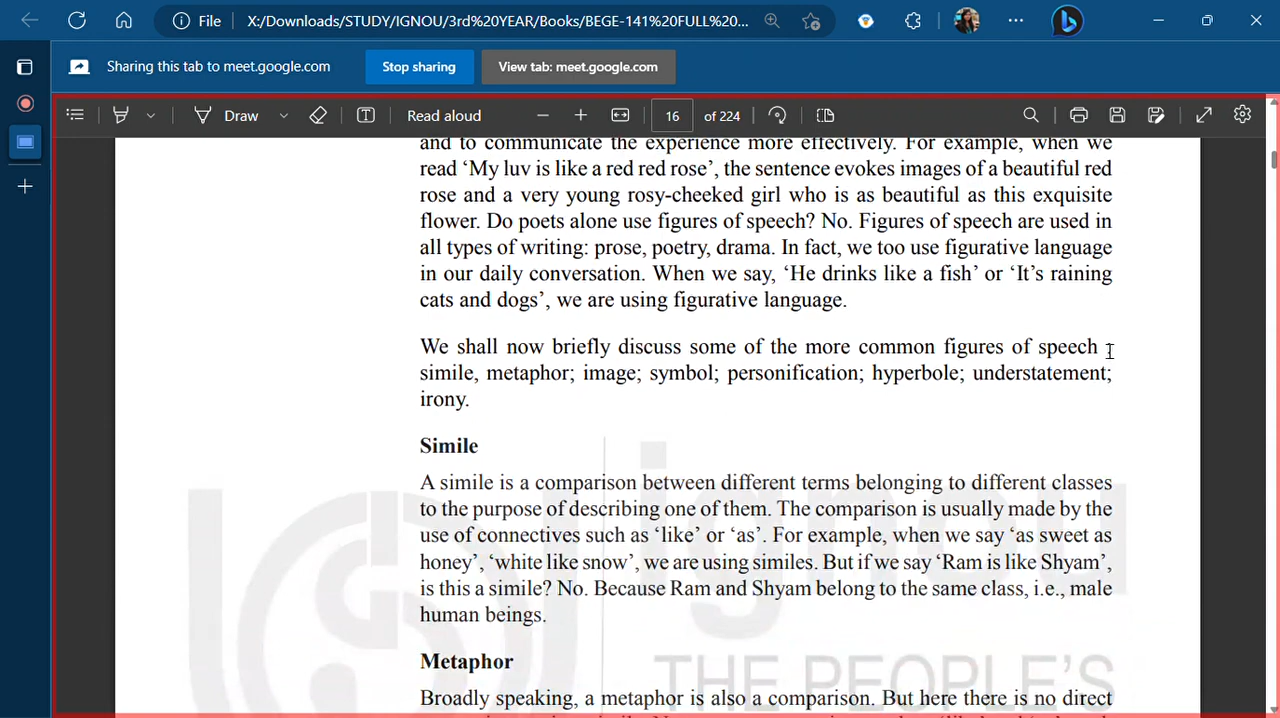 File
X:/Downloads/STUDY/IGNOU/3rd%20YEAR/Books/BEGE-141%20FULL%20...
Sharing this tab to meet.google.com
Stop sharing
View tab: meet.google.com
Draw
Read aloud
16 of 224
and to communicate the experience more effectively. For example, when we
read ‘My luv is like a red red rose’, the sentence evokes images of a beautiful red
rose and a very young rosy-cheeked girl who is as beautiful as this exquisite
flower. Do poets alone use figures of speech? No. Figures of speech are used in
all types of writing: prose, poetry, drama. In fact, we too use figurative language
in our daily conversation. When we say, ‘He drinks like a fish’ or ‘It’s raining
cats and dogs’, we are using figurative language.
We shall now briefly discuss some of the more common figures of speech
simile, metaphor; image; symbol; personification; hyperbole; understatement;
irony.
Simile
A simile is a comparison between different terms belonging to different classes
to the purpose of describing one of them. The comparison is usually made by the
use of connectives such as ‘like’ or ‘as’. For example, when we say ‘as sweet as
honey’, ‘white like snow’, we are using similes. But if we say ‘Ram is like Shyam’,
is this a simile? No. Because Ram and Shyam belong to the same class, i.e., male
human beings.
ignou
Metaphor
THE PEOPLE'S
Broadly speaking, a metaphor is also a comparison. But here there is no direct